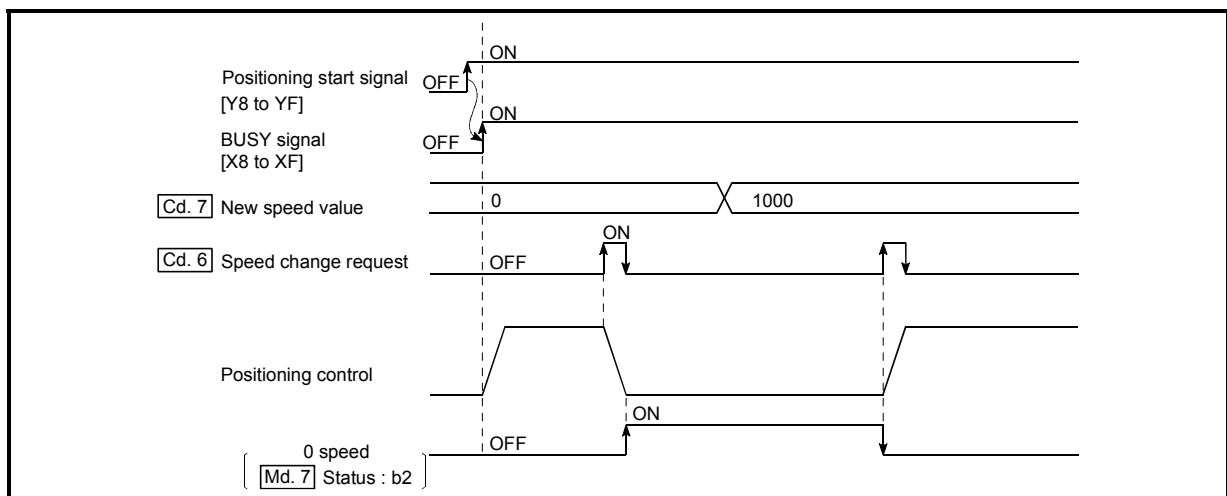 ON
Positioning start signal OFF
[Y8 to YF]
ON
BUSY signal OFF
[X8 to XF]
Cd. 7 New speed value 0 1000
ON
Cd. 6 Speed change request OFF
Positioning control
ON
0 speed OFF
Md. 7 Status : b2